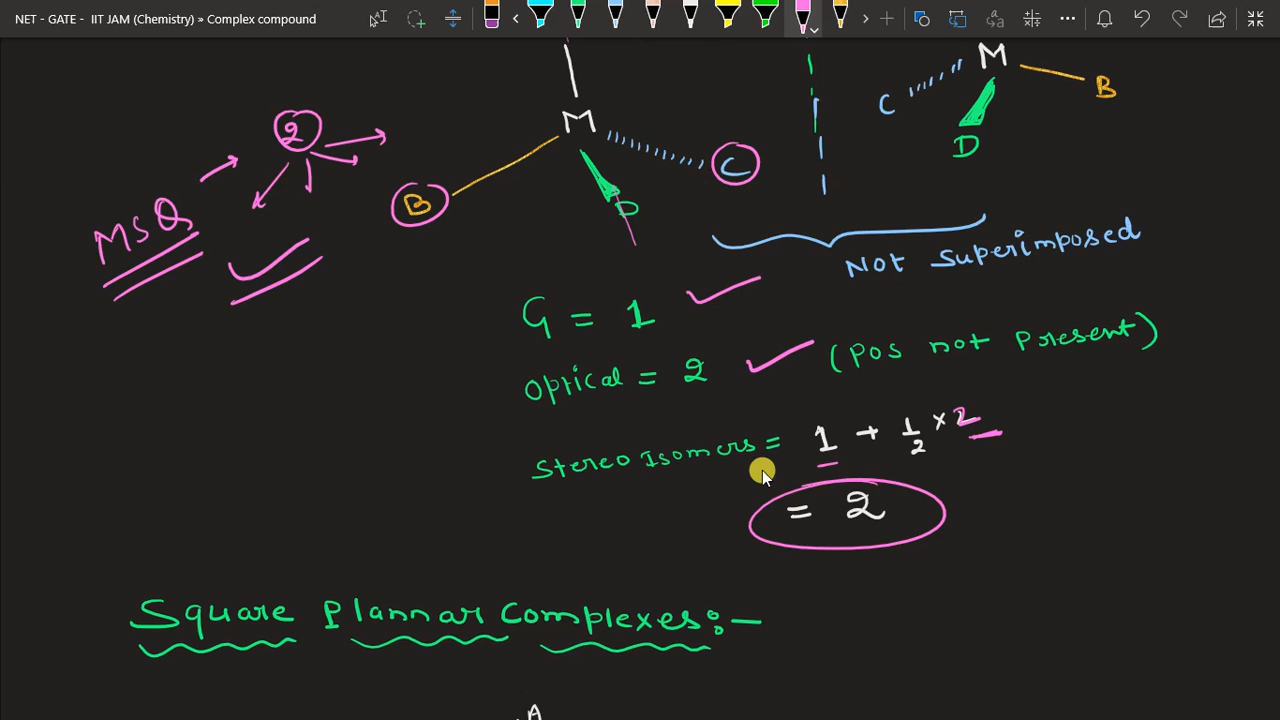 NET - GATE - IIT JAM (Chemistry) » Complex compound
M
M
C
B
D
2
C
B
D
MSQ
Not Superimposed
G = 1
Optical = 2 (POS not Present)
Stereo Isomers = 1 + 1/2 × 2
= 2
Square Plannar Complexes:-
A